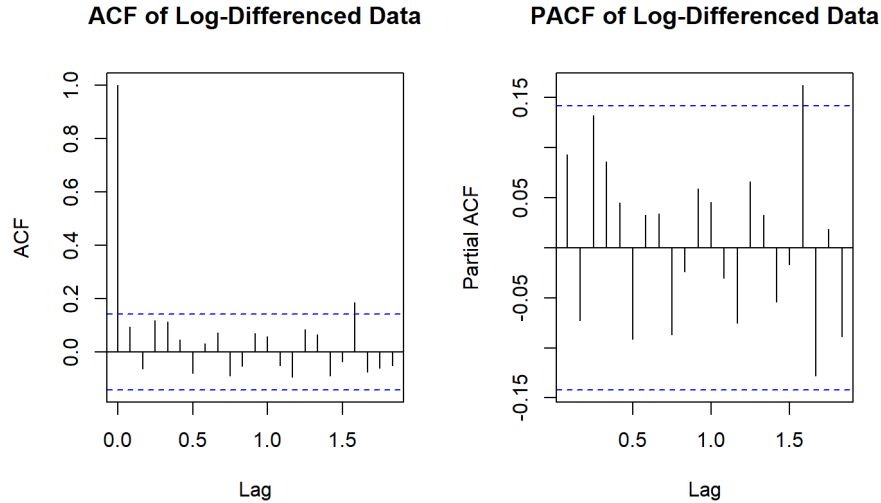 ACF of Log-Differenced Data
ACF
1.0
0.8
0.6
0.4
0.2
0.0
0.0 0.5 1.0 1.5
Lag
PACF of Log-Differenced Data
Partial ACF
0.15
0.05
-0.05
-0.15
0.5 1.0 1.5
Lag